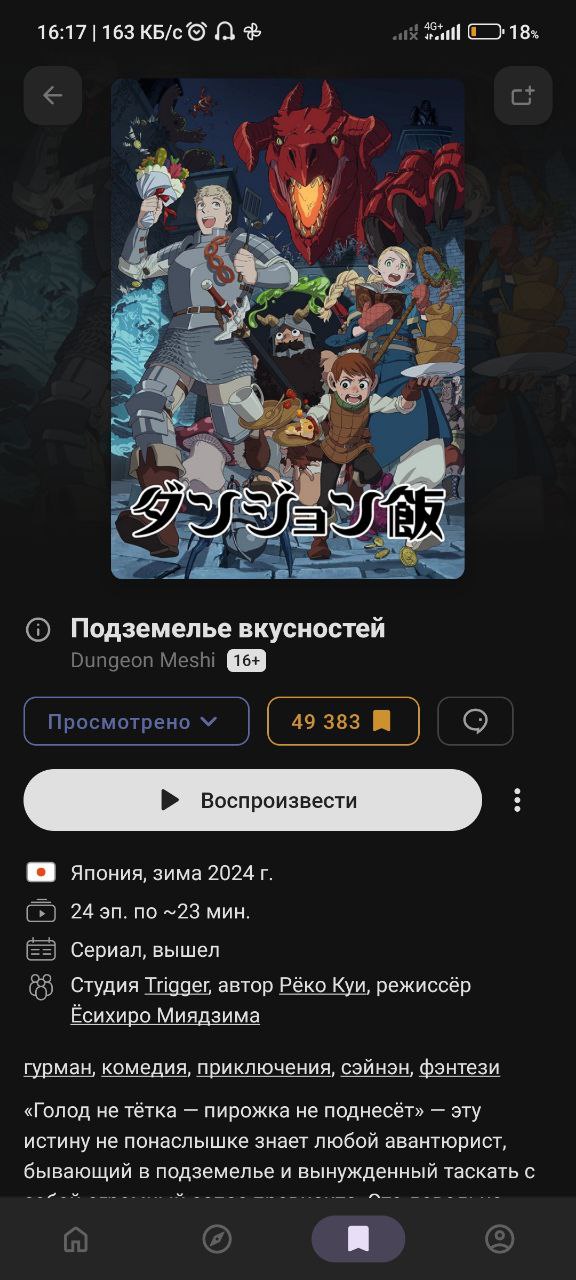 16:17 | 163 КБ/с
4G+
18%
ダンジョン飯
Подземелье вкусностей
Dungeon Meshi 16+
Просмотрено
49 383
Воспроизвести
Япония, зима 2024 г.
24 эп. по ~23 мин.
Сериал, вышел
Студия Trigger, автор Рёко Куи, режиссёр
Ёсихиро Миядзима
гурман, комедия, приключения, сэйнэн, фэнтези
«Голод не тётка — пирожка не поднесёт» — эту
истину не понаслышке знает любой авантюрист,
бывающий в подземелье и вынужденный таскать с